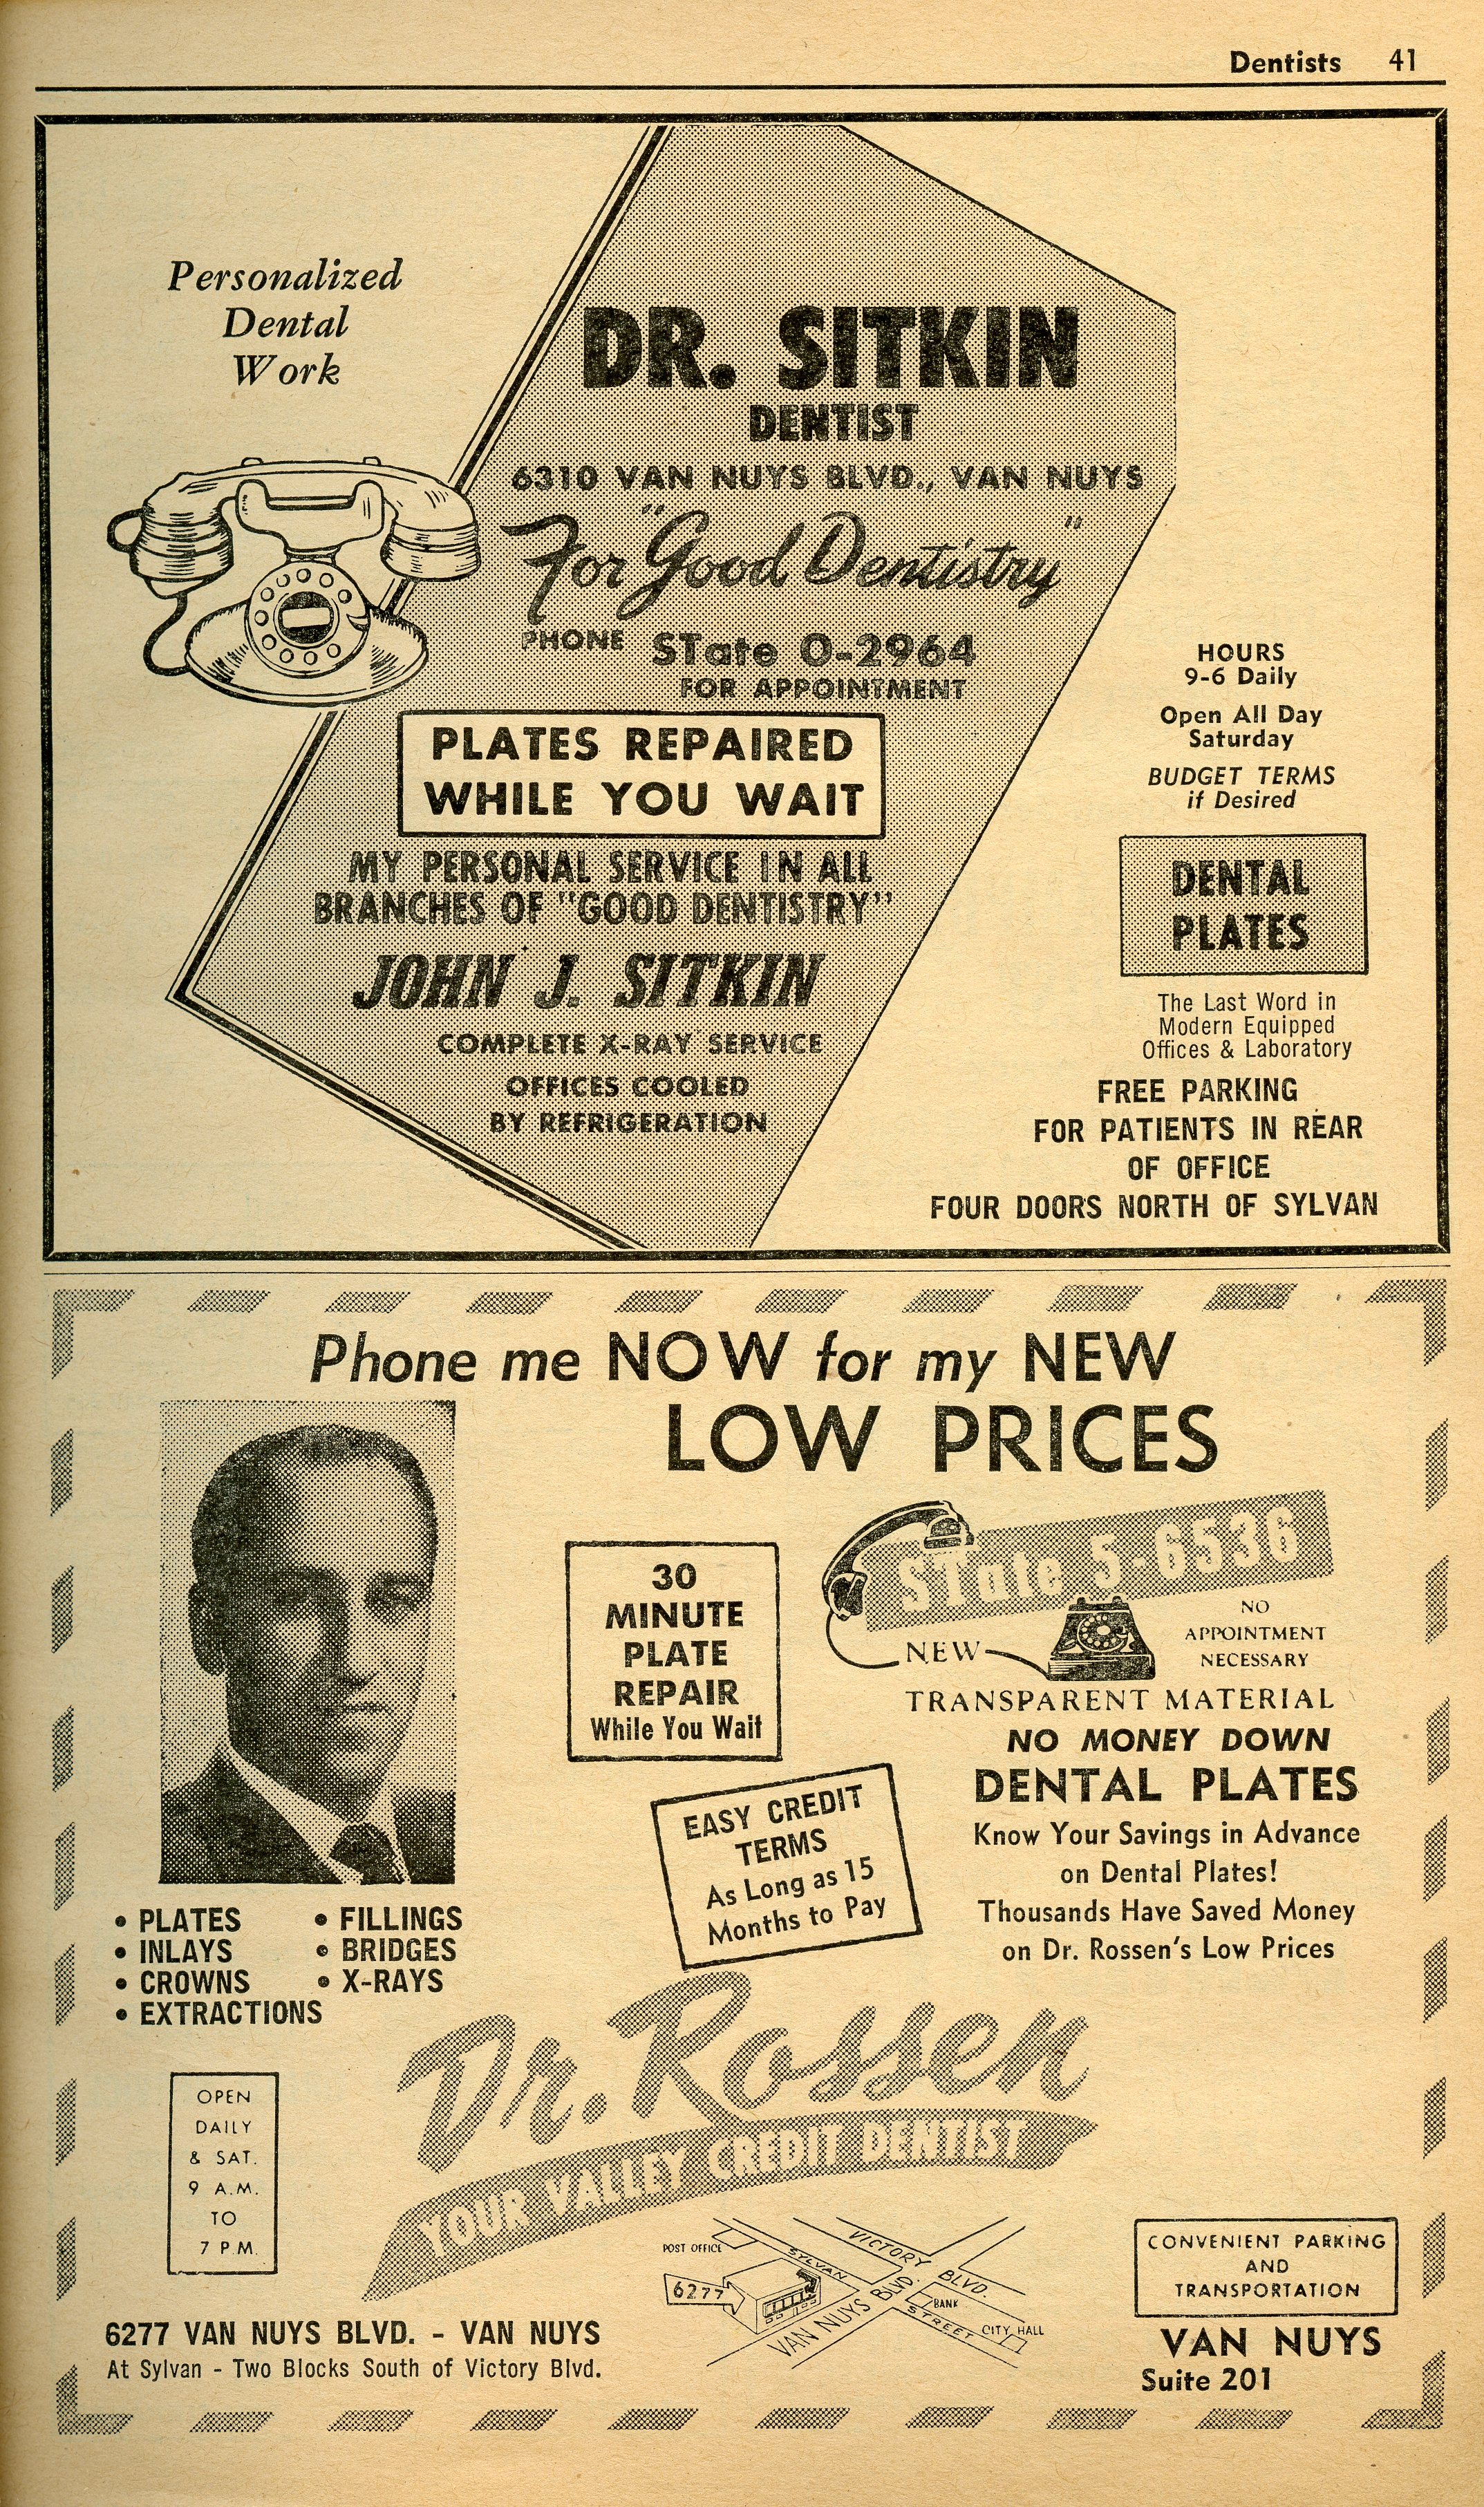 Dentists 41
Personalized
Dental
Work
DR. SITKIN
DENTIST
6310 VAN NUYS BLVD., VAN NUYS
For "Good Dentistry"
PHONE STate 0-2964
FOR APPOINTMENT
PLATES REPAIRED
WHILE YOU WAIT
MY PERSONAL SERVICE IN ALL
BRANCHES OF "GOOD DENTISTRY"
JOHN J. SITKIN
COMPLETE X-RAY SERVICE
OFFICES COOLED
BY REFRIGERATION
HOURS
9-6 Daily
Open All Day
Saturday
BUDGET TERMS
if Desired
DENTAL
PLATES
The Last Word in
Modern Equipped
Offices & Laboratory
FREE PARKING
FOR PATIENTS IN REAR
OF OFFICE
FOUR DOORS NORTH OF SYLVAN
Phone me NOW for my NEW
LOW PRICES
30
MINUTE
PLATE
REPAIR
While You Wait
STate 5-6536
NO
APPOINTMENT
NECESSARY
NEW
TRANSPARENT MATERIAL
NO MONEY DOWN
DENTAL PLATES
Know Your Savings in Advance
on Dental Plates!
Thousands Have Saved Money
on Dr. Rossen's Low Prices
EASY CREDIT
TERMS
As Long as 15
Months to Pay
• PLATES • FILLINGS
• INLAYS • BRIDGES
• CROWNS • X-RAYS
• EXTRACTIONS
Dr. Rossen
YOUR VALLEY CREDIT DENTIST
OPEN
DAILY
& SAT.
9 A.M.
TO
7 P.M.
6277 VAN NUYS BLVD. - VAN NUYS
At Sylvan - Two Blocks South of Victory Blvd.
POST OFFICE
6277
SYLVAN
STREET
VICTORY BLVD.
VAN NUYS BLVD.
BANK
CITY HALL
CONVENIENT PARKING
AND
TRANSPORTATION
VAN NUYS
Suite 201